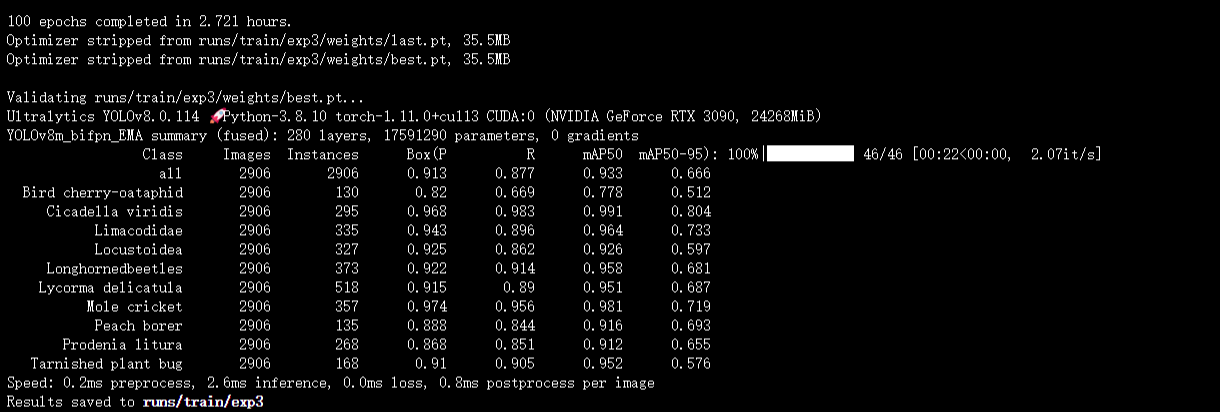 100 epochs completed in 2.721 hours.
Optimizer stripped from runs/train/exp3/weights/last.pt, 35.5MB
Optimizer stripped from runs/train/exp3/weights/best.pt, 35.5MB
Validating runs/train/exp3/weights/best.pt...
Ultralytics YOLOv8.0.114 🚀Python-3.8.10 torch-1.11.0+cu113 CUDA:0 (NVIDIA GeForce RTX 3090, 24268MiB)
YOLOv8m_bifpn_EMA summary (fused): 280 layers, 17591290 parameters, 0 gradients
Class Images Instances Box(P R mAP50 mAP50-95): 100%|██████████| 46/46 [00:22<00:00, 2.07it/s]
all 2906 2906 0.913 0.877 0.933 0.666
Bird cherry-oataphid 2906 130 0.82 0.669 0.778 0.512
Cicadella viridis 2906 295 0.968 0.983 0.991 0.804
Limacodidae 2906 335 0.943 0.896 0.964 0.733
Locustoidea 2906 327 0.925 0.862 0.926 0.597
Longhornedbeetles 2906 373 0.922 0.914 0.958 0.681
Lycorma delicatula 2906 518 0.915 0.89 0.951 0.687
Mole cricket 2906 357 0.974 0.956 0.981 0.719
Peach borer 2906 135 0.888 0.844 0.916 0.693
Prodenia litura 2906 268 0.868 0.851 0.912 0.655
Tarnished plant bug 2906 168 0.91 0.905 0.952 0.576
Speed: 0.2ms preprocess, 2.6ms inference, 0.0ms loss, 0.8ms postprocess per image
Results saved to runs/train/exp3